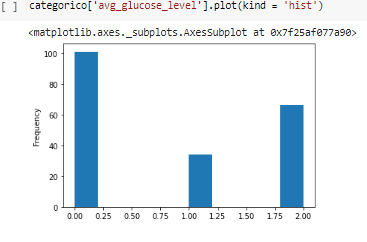 [ ] categorico['avg_glucose_level'].plot(kind = 'hist')
<matplotlib.axes._subplots.AxesSubplot at 0x7f25af077a90>
100
80
60
40
20
0
Frequency
0.00 0.25 0.50 0.75 1.00 1.25 1.50 1.75 2.00